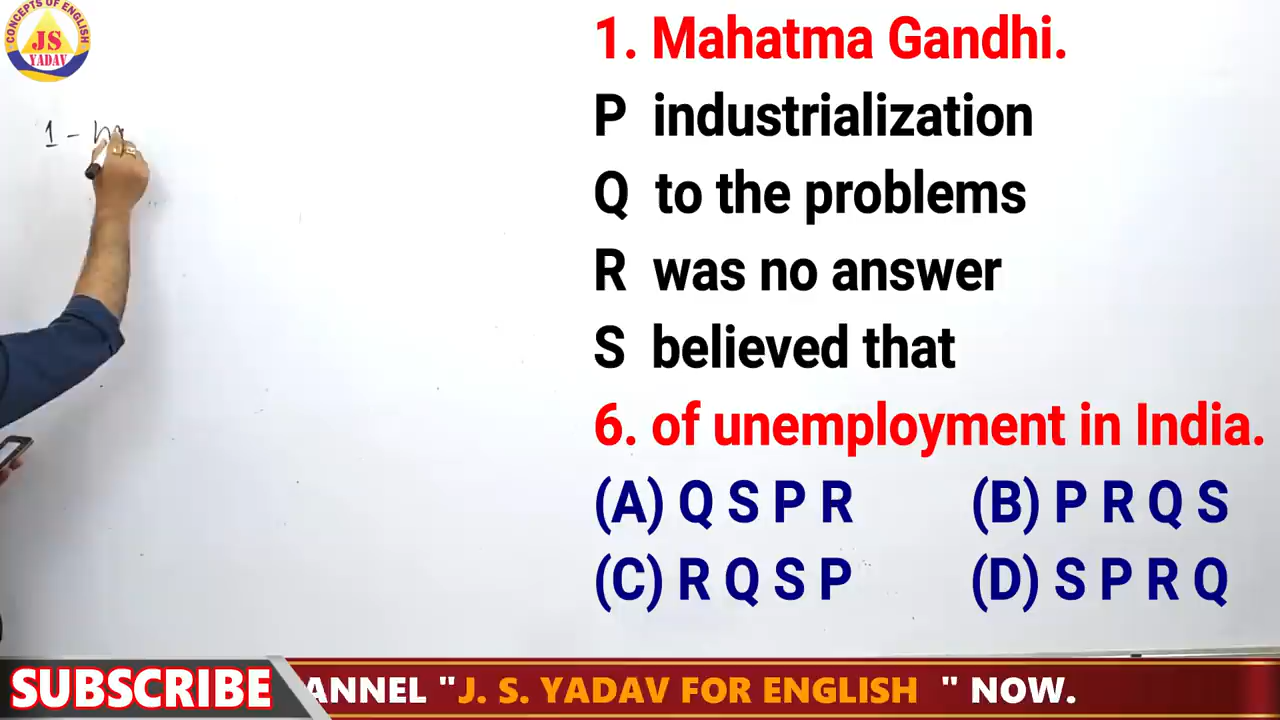 CONCEPTS OF ENGLISH
JS
YADAV
1 -
1. Mahatma Gandhi.
P industrialization
Q to the problems
R was no answer
S believed that
6. of unemployment in India.
(A) Q S P R (B) P R Q S
(C) R Q S P (D) S P R Q
SUBSCRIBE ANNEL "J. S. YADAV FOR ENGLISH " NOW.